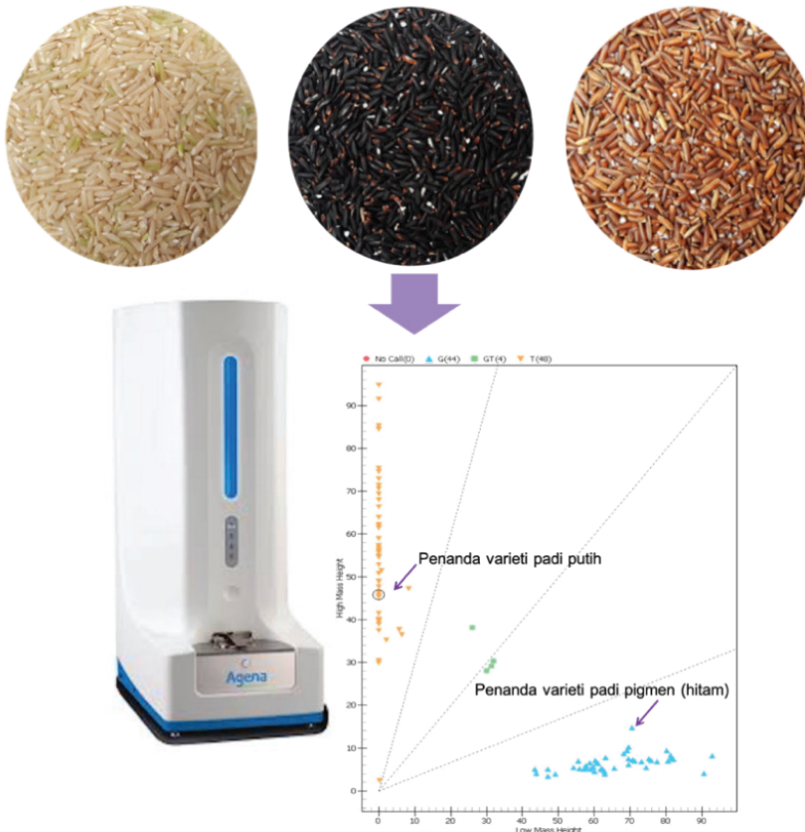 No Call(0) G(44) GT(4) T(48)
90
80
70
60
50
40
30
20
10
0
High Mass Height
Penanda varieti padi putih
Penanda varieti padi pigmen (hitam)
Agena
0 10 20 30 40 50 60 70 80 90
Low Mass Height